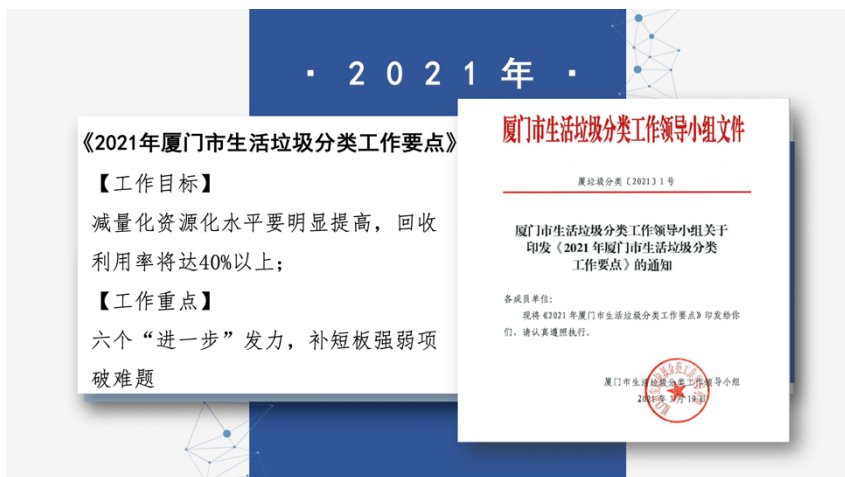 · 2021年 ·
《2021年厦门市生活垃圾分类工作要点》
【工作目标】
减量化资源化水平要明显提高，回收
利用率将达40%以上；
【工作重点】
六个“进一步”发力，补短板强弱项
破难题
厦门市生活垃圾分类工作领导小组文件
厦垃圾分类〔2021〕1号
厦门市生活垃圾分类工作领导小组关于
印发《2021年厦门市生活垃圾分类
工作要点》的通知
各成员单位：
现将《2021年厦门市生活垃圾分类工作要点》印发给你
们，请认真遵照执行。
厦门市生活垃圾分类工作领导小组
2021年 月19日